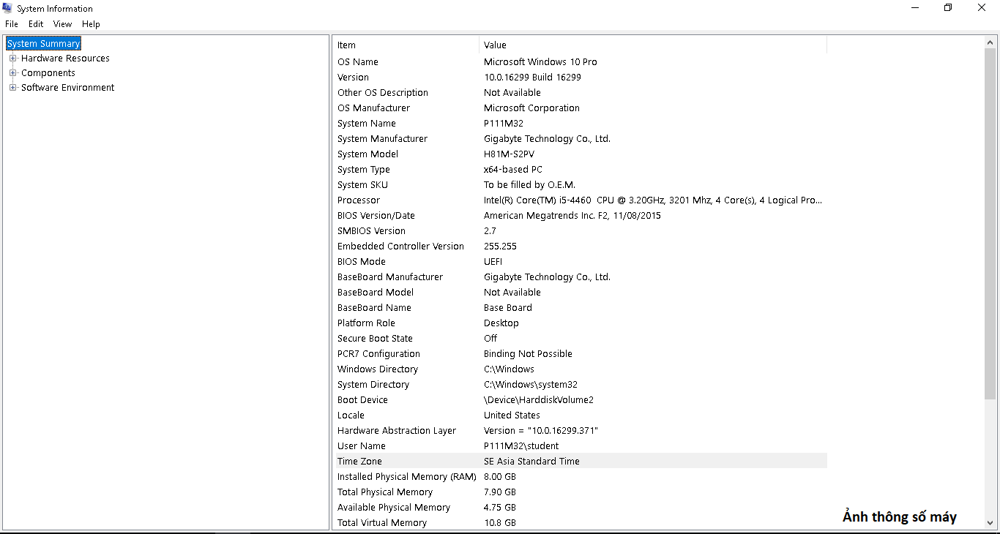 System Information
File Edit View Help
System Summary
Hardware Resources
Components
Software Environment
Item Value
OS Name Microsoft Windows 10 Pro
Version 10.0.16299 Build 16299
Other OS Description Not Available
OS Manufacturer Microsoft Corporation
System Name P111M32
System Manufacturer Gigabyte Technology Co., Ltd.
System Model H81M-S2PV
System Type x64-based PC
System SKU To be filled by O.E.M.
Processor Intel(R) Core(TM) i5-4460 CPU @ 3.20GHz, 3201 Mhz, 4 Core(s), 4 Logical Pro...
BIOS Version/Date American Megatrends Inc. F2, 11/08/2015
SMBIOS Version 2.7
Embedded Controller Version 255.255
BIOS Mode UEFI
BaseBoard Manufacturer Gigabyte Technology Co., Ltd.
BaseBoard Model Not Available
BaseBoard Name Base Board
Platform Role Desktop
Secure Boot State Off
PCR7 Configuration Binding Not Possible
Windows Directory C:\Windows
System Directory C:\Windows\system32
Boot Device \Device\HarddiskVolume2
Locale United States
Hardware Abstraction Layer Version = "10.0.16299.371"
User Name P111M32\student
Time Zone SE Asia Standard Time
Installed Physical Memory (RAM) 8.00 GB
Total Physical Memory 7.90 GB
Available Physical Memory 4.75 GB
Total Virtual Memory 10.8 GB
Ảnh thông số máy